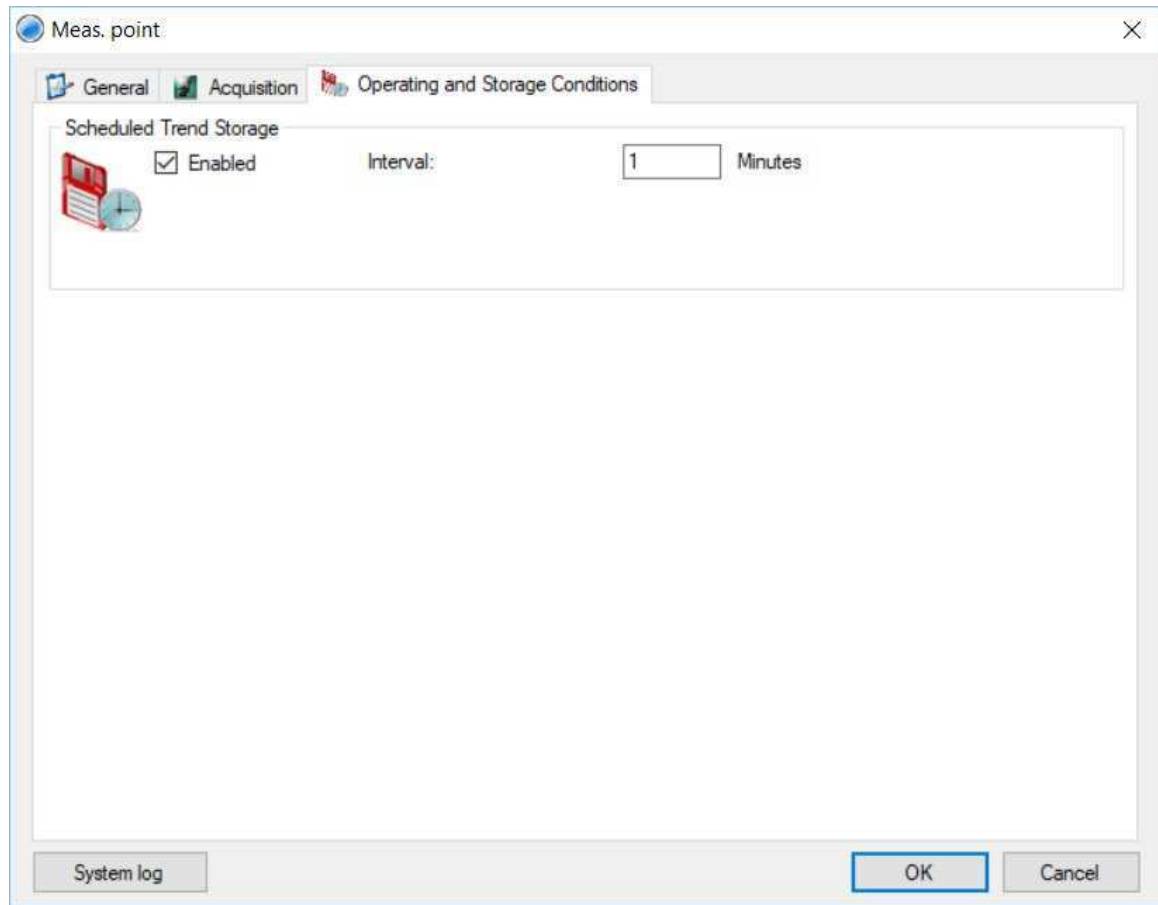 Meas. point
General Acquisition Operating and Storage Conditions
Scheduled Trend Storage
Enabled Interval: 1 Minutes
System log OK Cancel